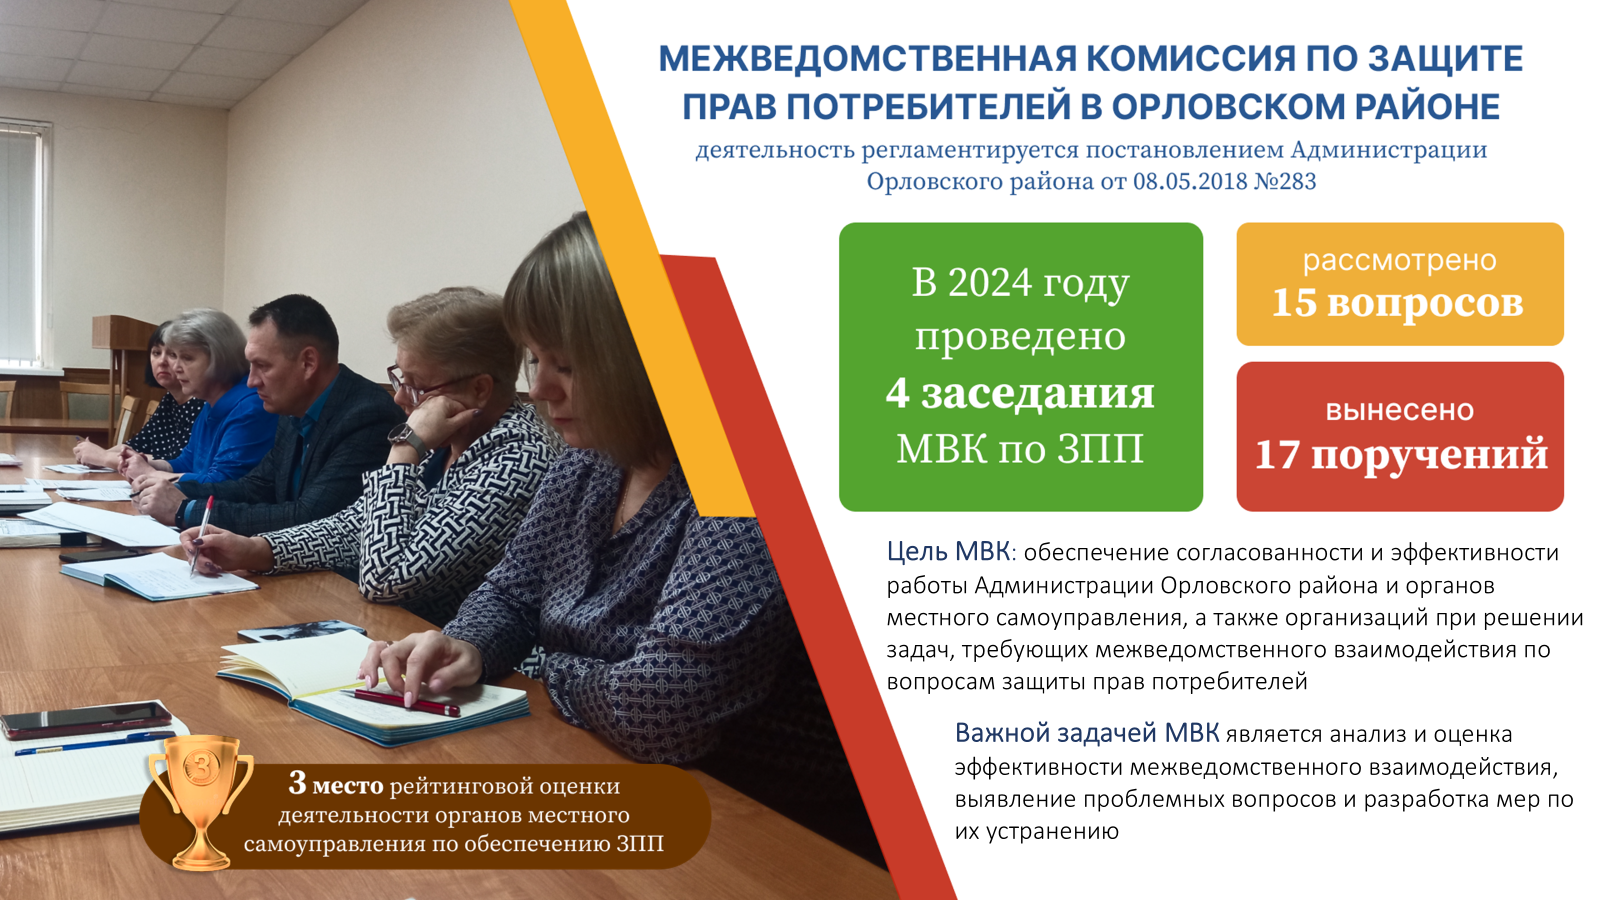 МЕЖВЕДОМСТВЕННАЯ КОМИССИЯ ПО ЗАЩИТЕ
ПРАВ ПОТРЕБИТЕЛЕЙ В ОРЛОВСКОМ РАЙОНЕ
деятельность регламентируется постановлением Администрации
Орловского района от 08.05.2018 №283
В 2024 году
проведено
4 заседания
МВК по ЗПП
рассмотрено
15 вопросов
вынесено
17 поручений
Цель МВК: обеспечение согласованности и эффективности
работы Администрации Орловского района и органов
местного самоуправления, а также организаций при решении
задач, требующих межведомственного взаимодействия по
вопросам защиты прав потребителей
Важной задачей МВК является анализ и оценка
эффективности межведомственного взаимодействия,
выявление проблемных вопросов и разработка мер по
их устранению
3
3 место рейтинговой оценки
деятельности органов местного
самоуправления по обеспечению ЗПП